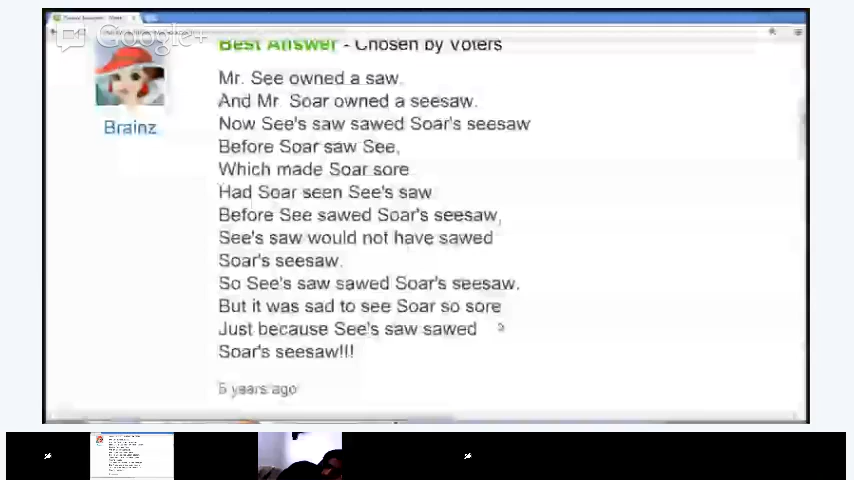 Google+
Best Answer - Chosen by Voters
Mr. See owned a saw.
And Mr. Soar owned a seesaw.
Now See's saw sawed Soar's seesaw
Before Soar saw See,
Which made Soar sore
Had Soar seen See's saw
Before See sawed Soar's seesaw,
See's saw would not have sawed
Soar's seesaw.
So See's saw sawed Soar's seesaw.
But it was sad to see Soar so sore
Just because See's saw sawed
Soar's seesaw!!!
5 years ago
Brainz